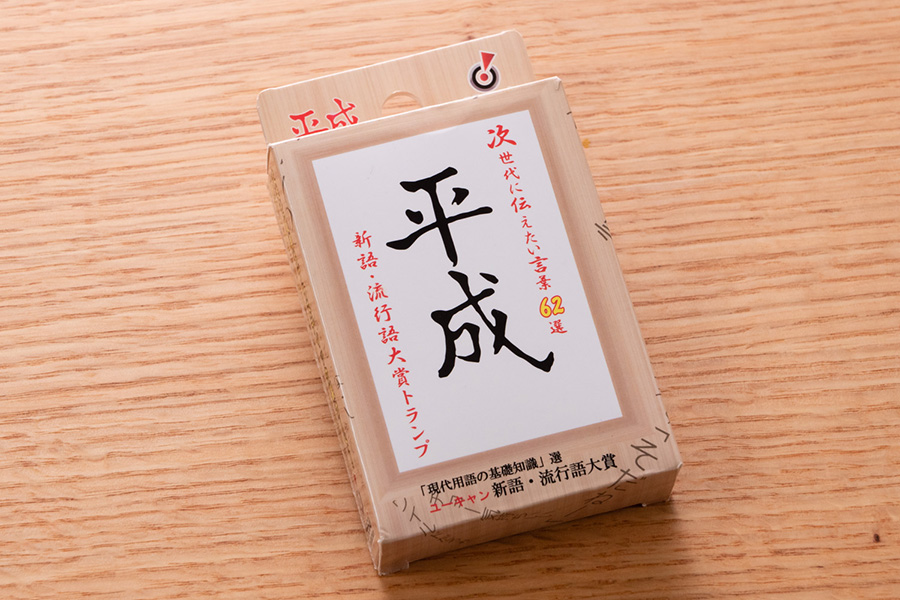 平成
次世代に伝えたい言葉62選
平成
新語・流行語大賞トランプ
「現代用語の基礎知識」選
ユーキャン 新語・流行語大賞